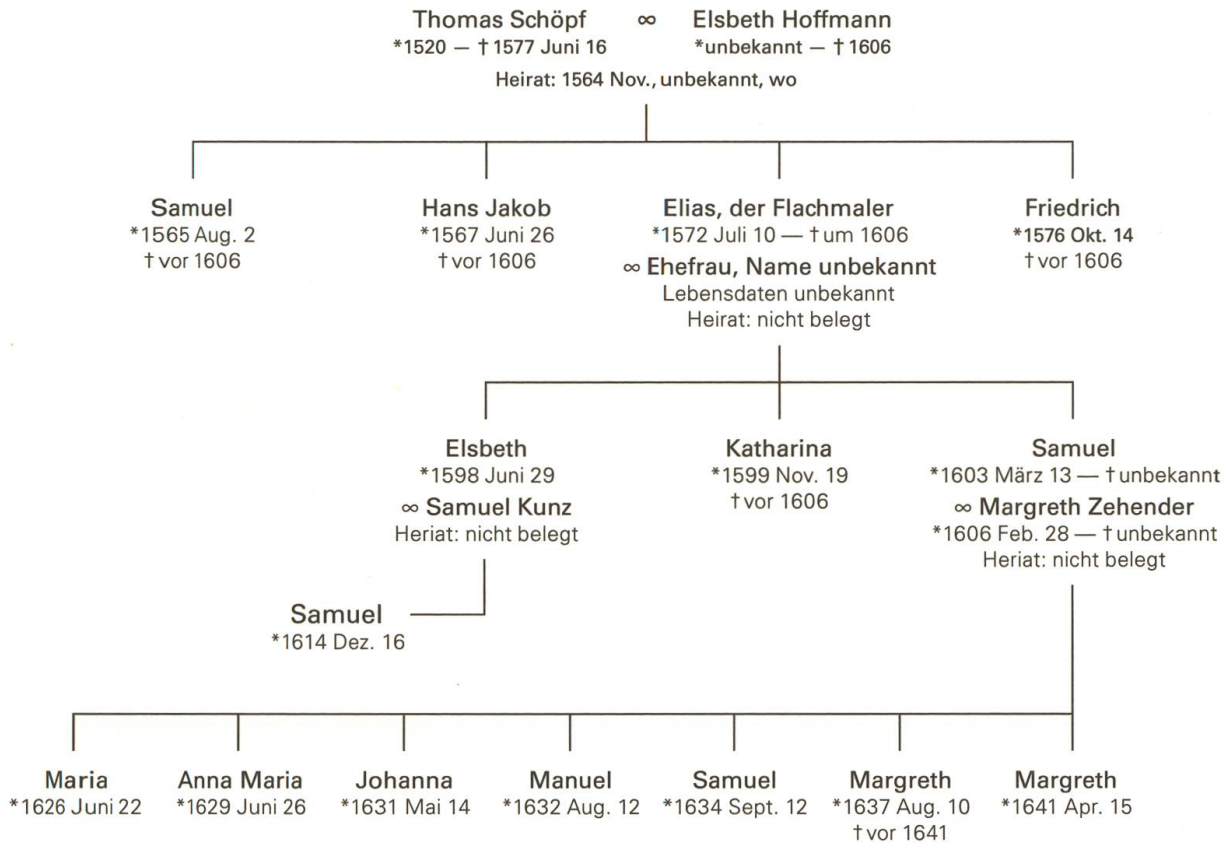 Thomas Schöpf ∞ Elsbeth Hoffmann
*1520 — †1577 Juni 16 *unbekannt — †1606
Heirat: 1564 Nov., unbekannt, wo
Samuel
*1565 Aug. 2
†vor 1606
Hans Jakob
*1567 Juni 26
†vor 1606
Elias, der Flachmaler
*1572 Juli 10 — †um 1606
∞ Ehefrau, Name unbekannt
Lebensdaten unbekannt
Heirat: nicht belegt
Friedrich
*1576 Okt. 14
†vor 1606
Elsbeth
*1598 Juni 29
∞ Samuel Kunz
Heriat: nicht belegt
Katharina
*1599 Nov. 19
†vor 1606
Samuel
*1603 März 13 — †unbekannt
∞ Margreth Zehender
*1606 Feb. 28 — †unbekannt
Heriat: nicht belegt
Samuel
*1614 Dez. 16
Maria
*1626 Juni 22
Anna Maria
*1629 Juni 26
Johanna
*1631 Mai 14
Manuel
*1632 Aug. 12
Samuel
*1634 Sept. 12
Margreth
*1637 Aug. 10
†vor 1641
Margreth
*1641 Apr. 15